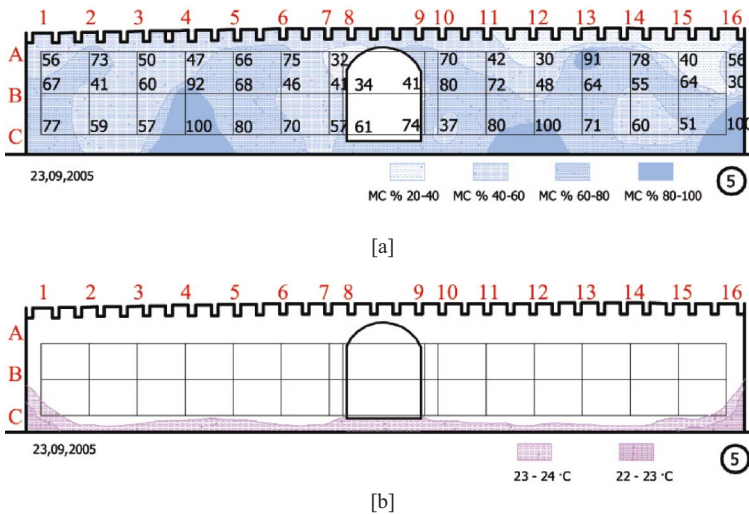 1 2 3 4 5 6 7 8 9 10 11 12 13 14 15 16
A 56 73 50 47 66 75 32 70 42 30 91 78 40 56
67 41 60 92 68 46 41 34 41 80 72 48 64 55 64 30
B
C 77 59 57 100 80 70 57 61 74 37 80 100 71 60 51 100
23,09,2005
MC % 20-40 MC % 40-60 MC % 60-80 MC % 80-100
5
[a]
1 2 3 4 5 6 7 8 9 10 11 12 13 14 15 16
A
B
C
23,09,2005
23 - 24 °C 22 - 23 °C
5
[b]